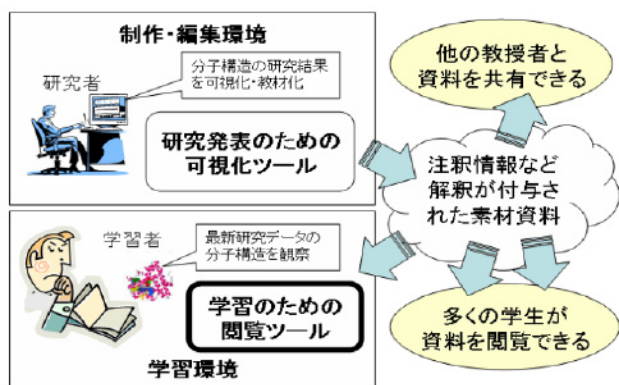 制作・編集環境
研究者
分子構造の研究結果
を可視化・教材化
研究発表のための
可視化ツール
学習者
最新研究データの
分子構造を観察
学習のための
閲覧ツール
学習環境
他の教授者と
資料を共有できる
注釈情報など
解釈が付与さ
れた素材資料
多くの学生が
資料を閲覧できる